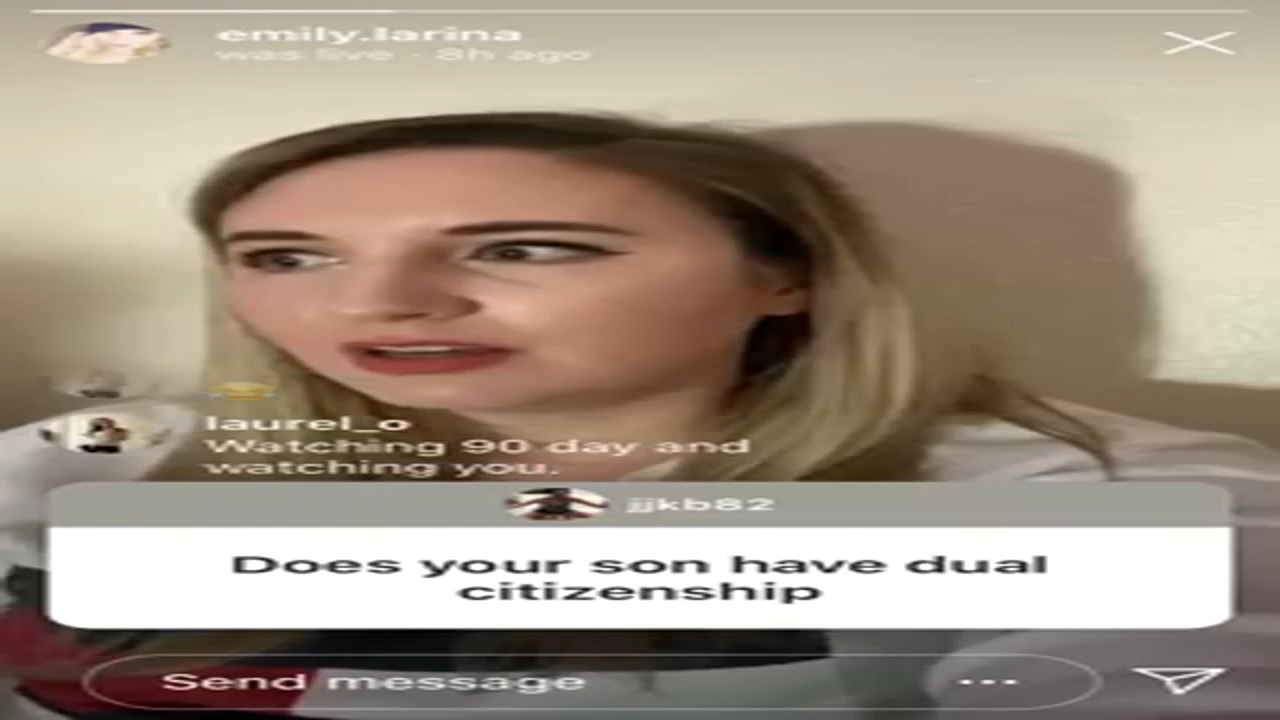 emily.larina
was live · 8h ago
😂
laurel_o
Watching 90 day and
watching you.
jjkb82
Does your son have dual
citizenship
Send message